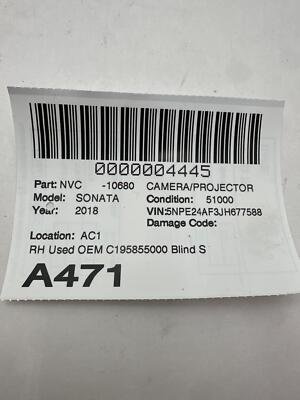 0000004445
Part: NVC -10680 CAMERA/PROJECTOR
Model: SONATA Condition: 51000
Year: 2018 VIN:5NPE24AF3JH677588
Damage Code:
Location: AC1
RH Used OEM C195855000 Blind S
A471